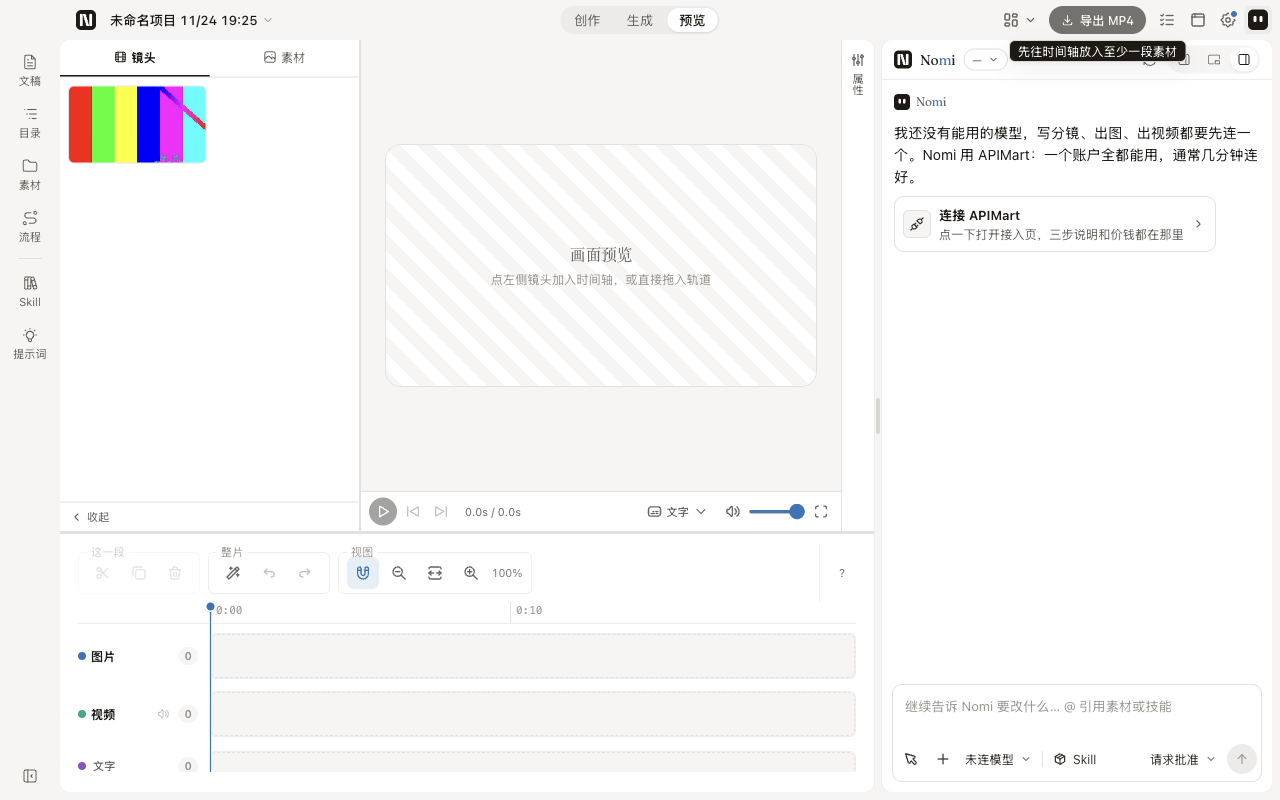 未命名项目 11/24 19:25
创作
生成
预览
导出 MP4
先往时间轴放入至少一段素材
文稿
目录
素材
流程
Skill
提示词
镜头
素材
收起
画面预览
点左侧镜头加入时间轴，或直接拖入轨道
属性
0.0s / 0.0s
文字
Nomi
Nomi
我还没有能用的模型，写分镜、出图、出视频都要先连一
个。Nomi 用 APIMart：一个账户全都能用，通常几分钟连
好。
连接 APIMart
点一下打开接入页，三步说明和价钱都在那里
这一段
整片
视图
100%
?
0:00
0:10
图片
0
视频
0
文字
0
继续告诉 Nomi 要改什么... @ 引用素材或技能
未连模型
Skill
请求批准